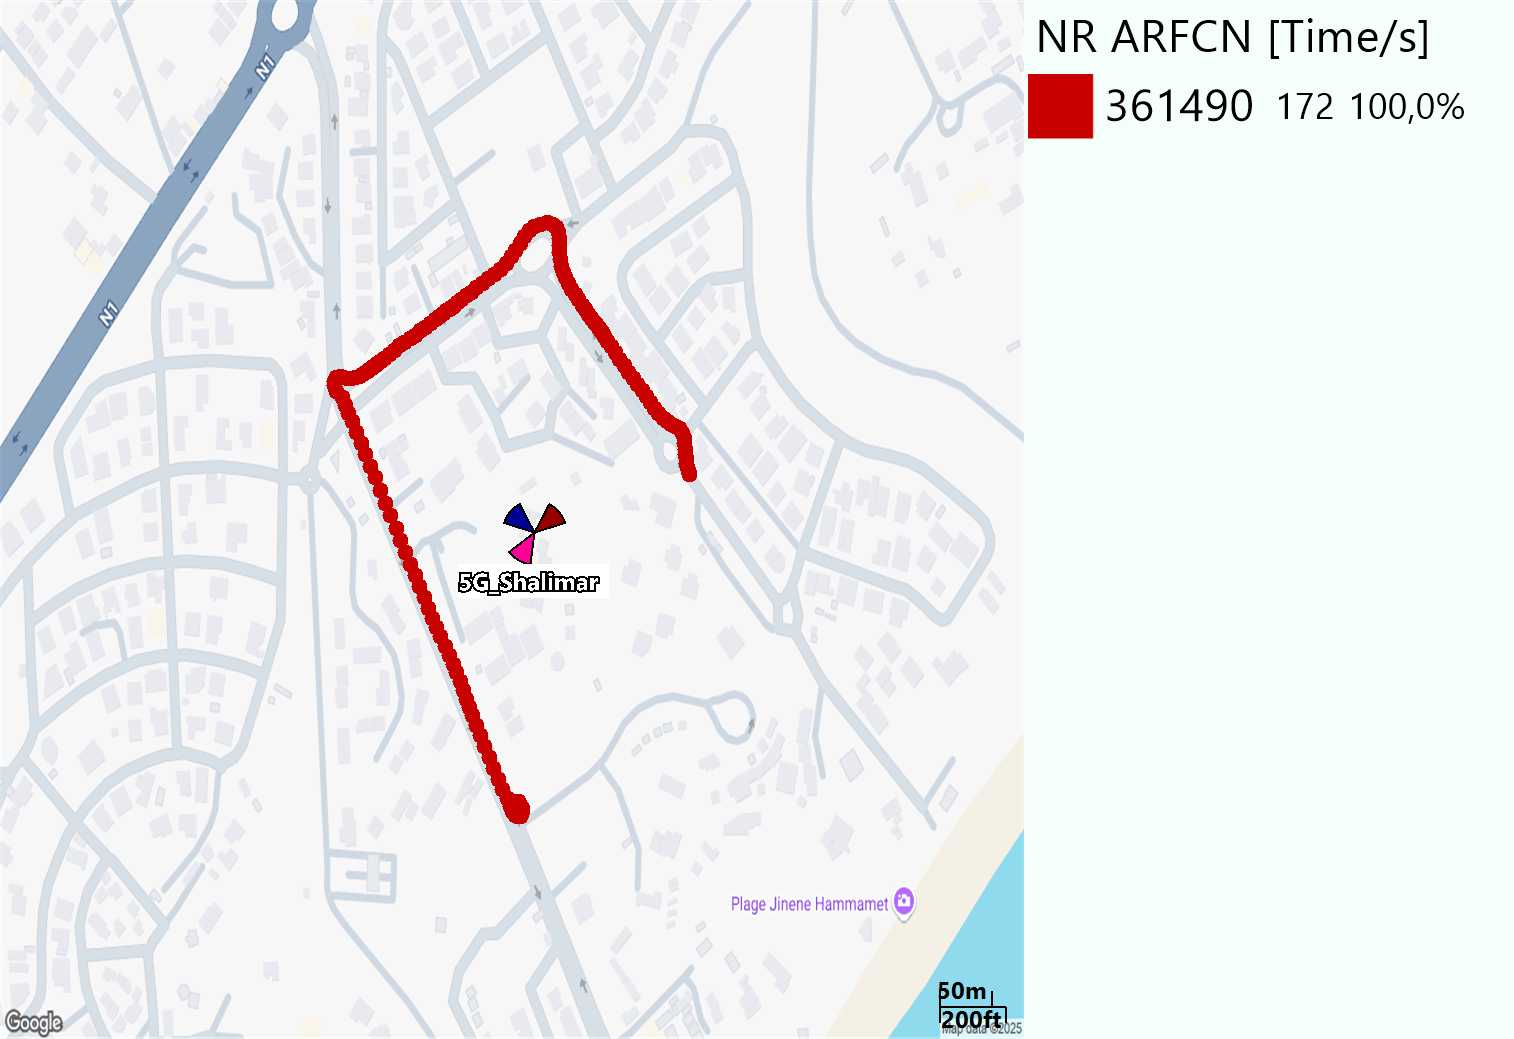 NR ARFCN [Time/s]
361490 172 100,0%
N1
N1
5G_Shalimar
Plage Jinene Hammamet
50m
200ft
Google
Map data ©2025